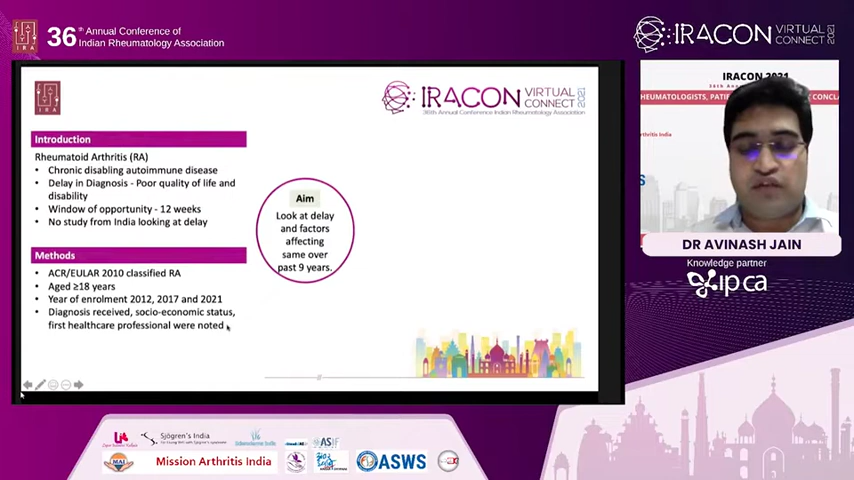 36th Annual Conference of
Indian Rheumatology Association
IRA
IRACON VIRTUAL CONNECT 2021
IRA
IRACON VIRTUAL CONNECT 2021
36th Annual Conference Indian Rheumatology Association
Introduction
Rheumatoid Arthritis (RA)
• Chronic disabling autoimmune disease
• Delay in Diagnosis - Poor quality of life and
disability
• Window of opportunity - 12 weeks
• No study from India looking at delay
Methods
• ACR/EULAR 2010 classified RA
• Aged ≥18 years
• Year of enrolment 2012, 2017 and 2021
• Diagnosis received, socio-economic status,
first healthcare professional were noted
Aim
Look at delay
and factors
affecting
same over
past 9 years.
IRACON 2021
DR AVINASH JAIN
Knowledge partner
ipca
Sjögren's India
ASIF
MAI
Mission Arthritis India
ASWS